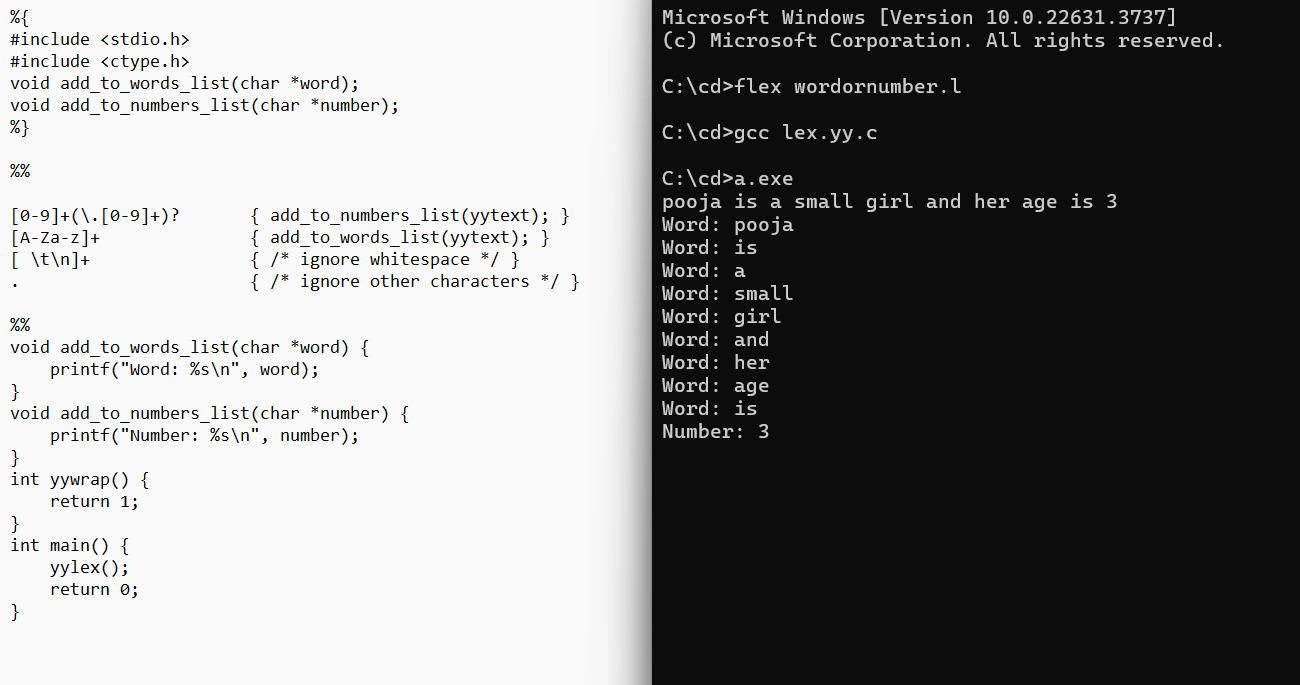 %{
#include <stdio.h>
#include <ctype.h>
void add_to_words_list(char *word);
void add_to_numbers_list(char *number);
%}
%%
[0-9]+(\.[0-9]+)?       { add_to_numbers_list(yytext); }
[A-Za-z]+               { add_to_words_list(yytext); }
[ \t\n]+                { /* ignore whitespace */ }
.                       { /* ignore other characters */ }
%%
void add_to_words_list(char *word) {
    printf("Word: %s\n", word);
}
void add_to_numbers_list(char *number) {
    printf("Number: %s\n", number);
}
int yywrap() {
    return 1;
}
int main() {
    yylex();
    return 0;
}
Microsoft Windows [Version 10.0.22631.3737]
(c) Microsoft Corporation. All rights reserved.
C:\cd>flex wordornumber.l
C:\cd>gcc lex.yy.c
C:\cd>a.exe
pooja is a small girl and her age is 3
Word: pooja
Word: is
Word: a
Word: small
Word: girl
Word: and
Word: her
Word: age
Word: is
Number: 3